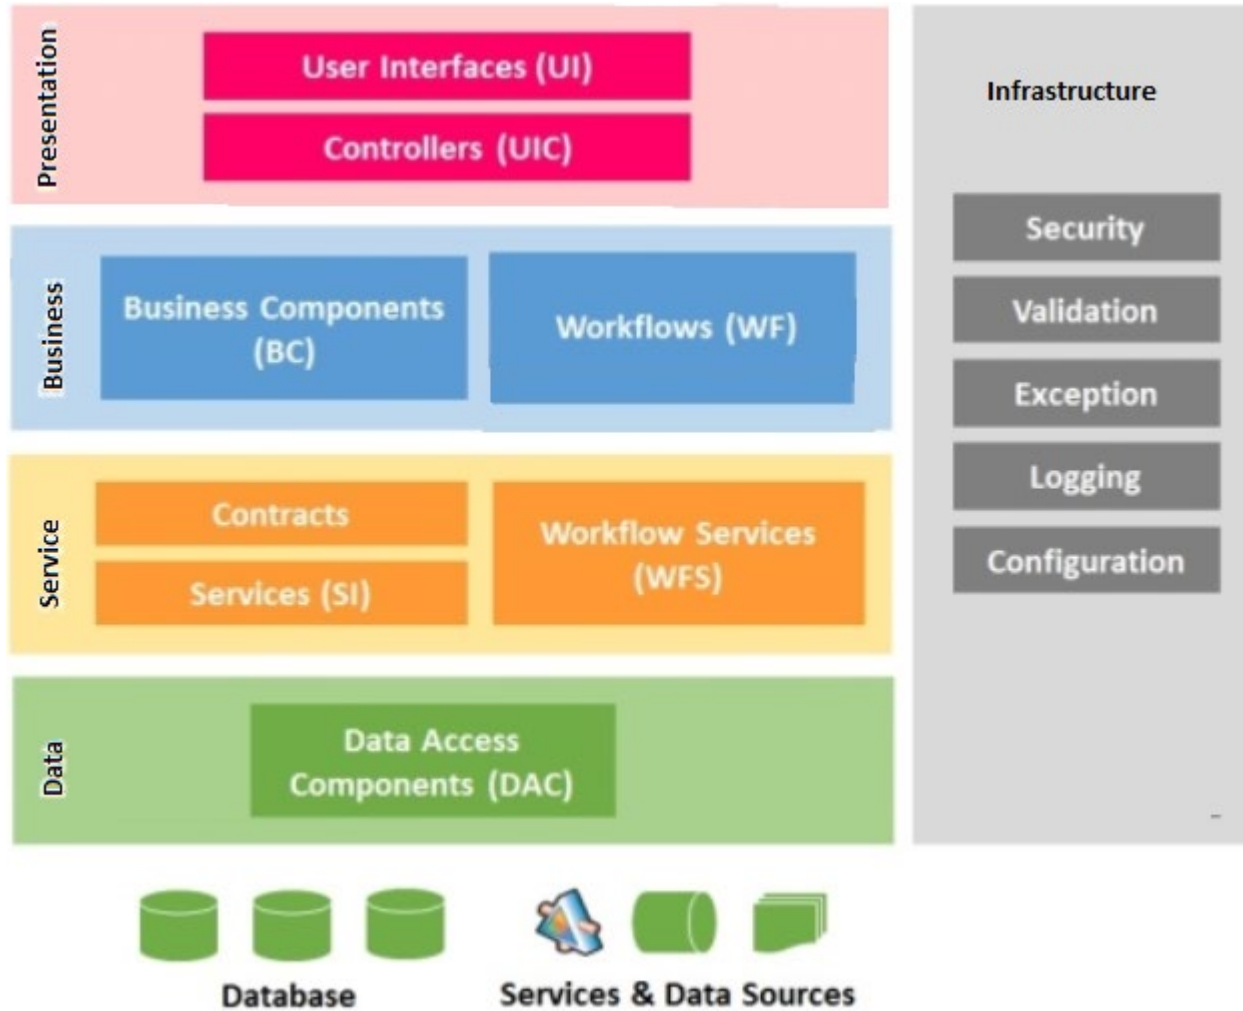 Presentation
User Interfaces (UI)
Controllers (UIC)
Business
Business Components
(BC)
Workflows (WF)
Service
Contracts
Services (SI)
Workflow Services
(WFS)
Data
Data Access
Components (DAC)
Database
Services & Data Sources
Infrastructure
Security
Validation
Exception
Logging
Configuration